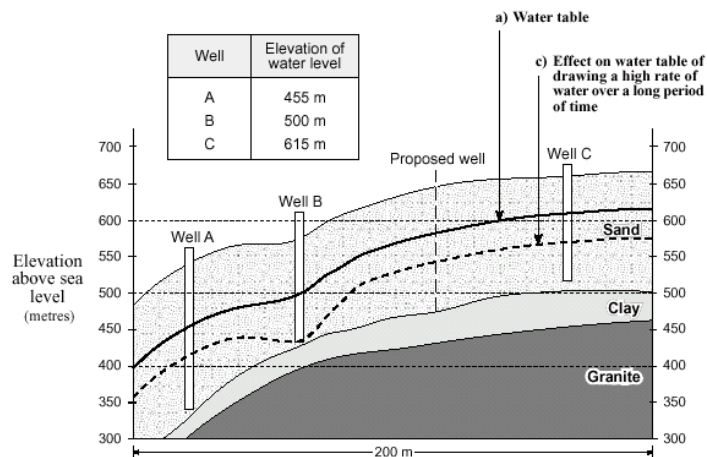 a) Water table
c) Effect on water table of
drawing a high rate of
water over a long period
of time
Well
Elevation of
water level
A
455 m
B
500 m
C
615 m
Elevation
above sea
level
(metres)
700
650
600
550
500
450
400
350
300
Well A
Well B
Proposed well
Well C
Sand
Clay
Granite
700
650
600
550
500
450
400
350
300
200 m